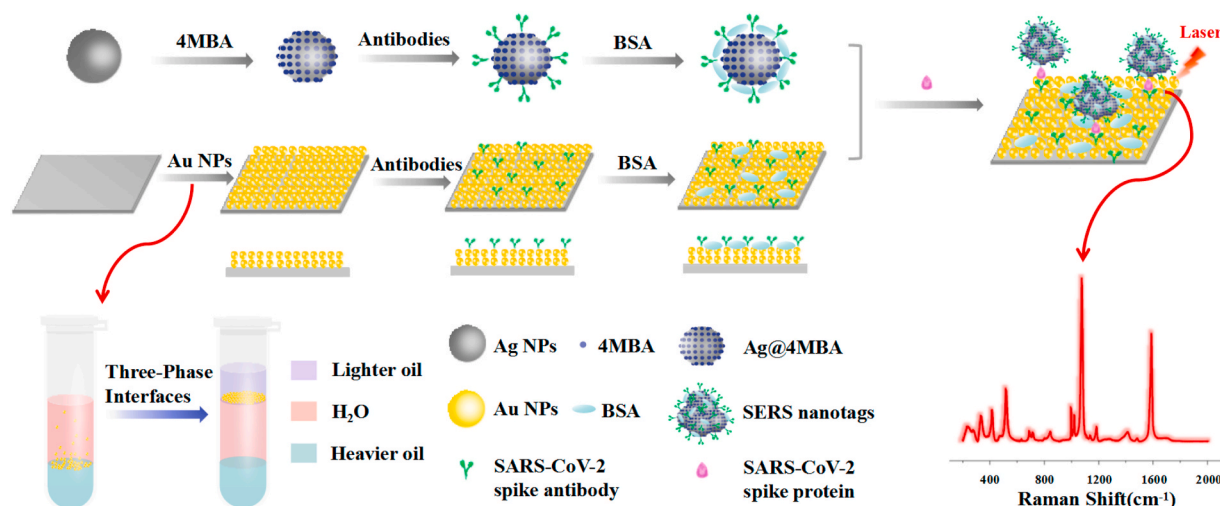 4MBA
Antibodies
BSA
Laser
Au NPs
Antibodies
BSA
Three-Phase
Interfaces
Lighter oil
H₂O
Heavier oil
Ag NPs
4MBA
Ag@4MBA
Au NPs
BSA
SERS nanotags
SARS-CoV-2
spike antibody
SARS-CoV-2
spike protein
400
800
1200
1600
2000
Raman Shift(cm⁻¹)